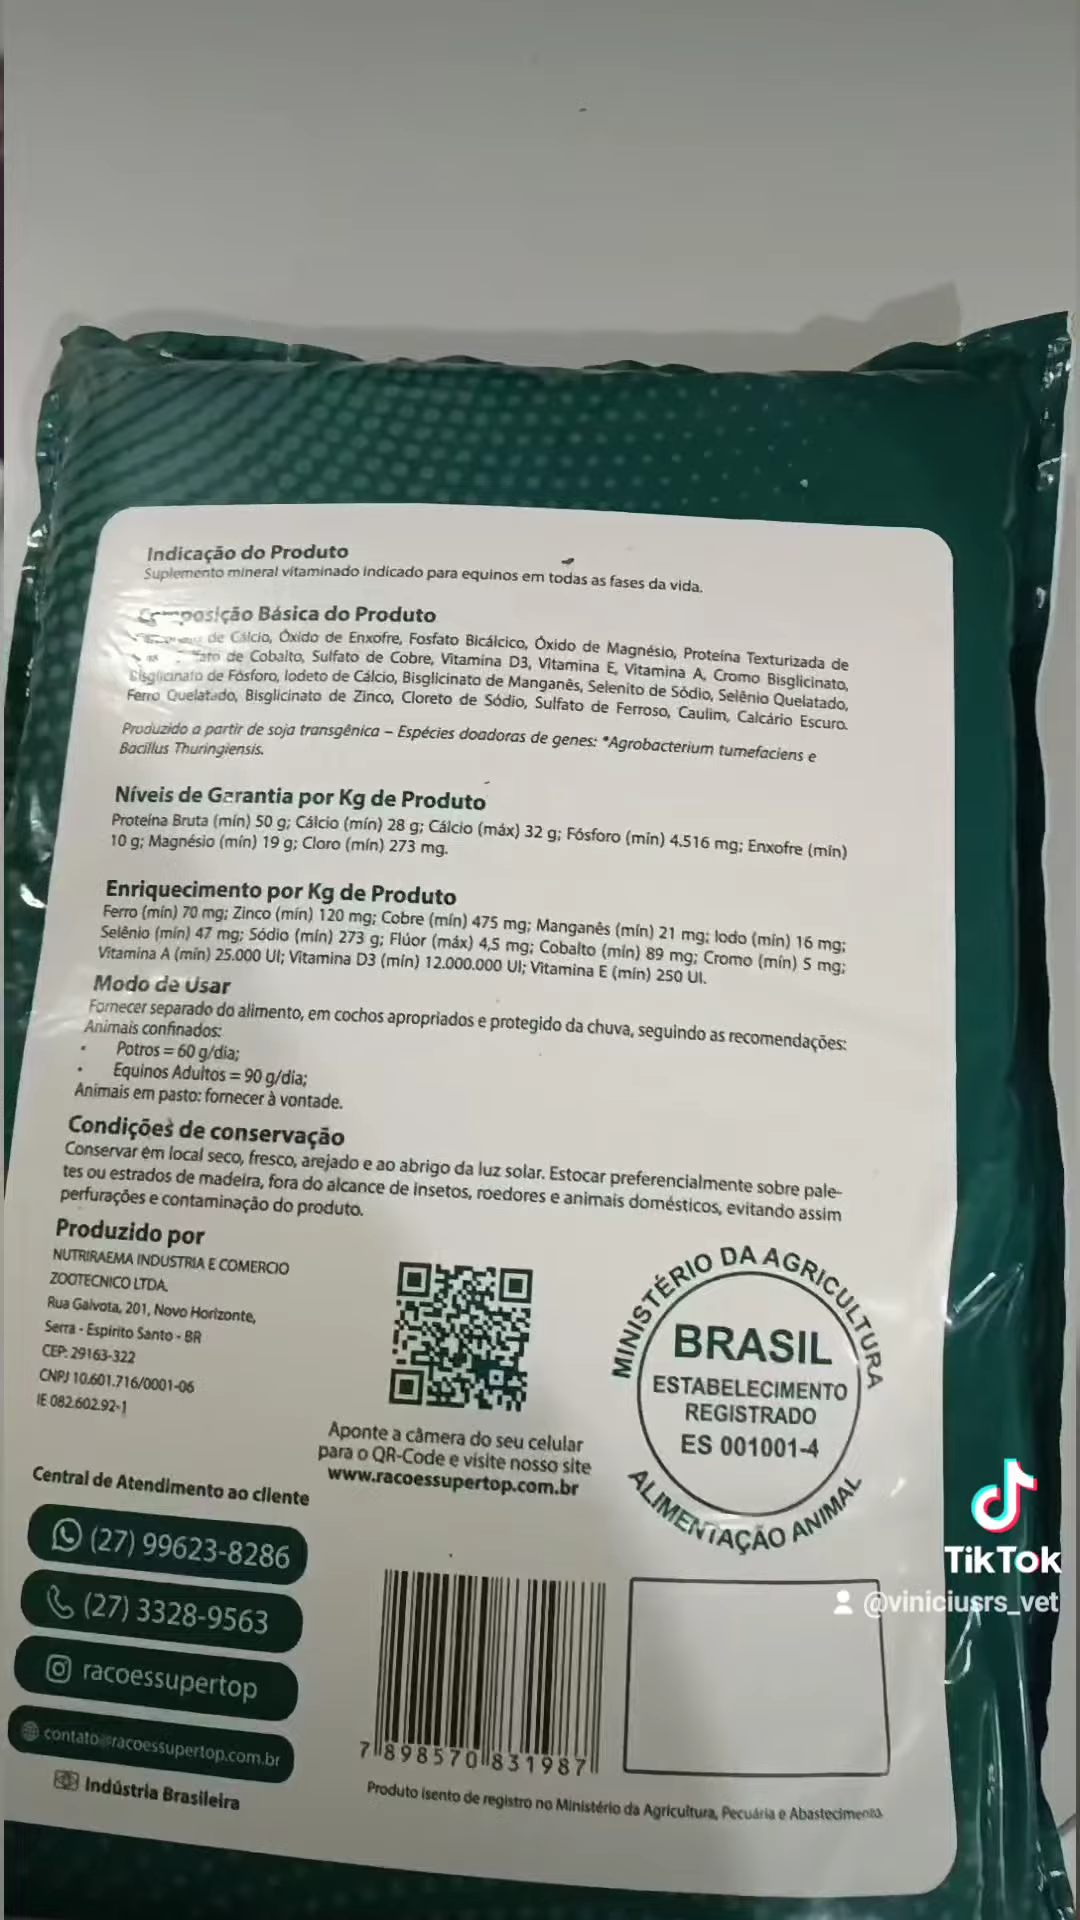 Indicação do Produto
Suplemento mineral vitaminado indicado para equinos em todas as fases da vida.
Composição Básica do Produto
de Cálcio, Óxido de Enxofre, Fosfato Bicálcico, Óxido de Magnésio, Proteína Texturizada de
de Cobalto, Sulfato de Cobre, Vitamina D3, Vitamina E, Vitamina A, Cromo Bisglicinato,
Bisglicinato de Fósforo, Iodeto de Cálcio, Bisglicinato de Manganês, Selenito de Sódio, Selênio Quelatado,
Ferro Quelatado, Bisglicinato de Zinco, Cloreto de Sódio, Sulfato de Ferroso, Caulim, Calcário Escuro.
Produzido a partir de soja transgênica – Espécies doadoras de genes: *Agrobacterium tumefaciens e
Bacillus Thuringiensis.
Níveis de Garantia por Kg de Produto
Proteína Bruta (mín) 50 g; Cálcio (mín) 28 g; Cálcio (máx) 32 g; Fósforo (mín) 4.516 mg; Enxofre (mín)
10 g; Magnésio (mín) 19 g; Cloro (mín) 273 mg.
Enriquecimento por Kg de Produto
Ferro (mín) 70 mg; Zinco (mín) 120 mg; Cobre (mín) 475 mg; Manganês (mín) 21 mg; Iodo (mín) 16 mg;
Selênio (mín) 47 mg; Sódio (mín) 273 g; Flúor (máx) 4,5 mg; Cobalto (mín) 89 mg; Cromo (mín) 5 mg;
Vitamina A (mín) 25.000 UI; Vitamina D3 (mín) 12.000.000 UI; Vitamina E (mín) 250 UI.
Modo de Usar
Fornecer separado do alimento, em cochos apropriados e protegido da chuva, seguindo as recomendações:
Animais confinados:
• Potros = 60 g/dia;
• Equinos Adultos = 90 g/dia;
Animais em pasto: fornecer à vontade.
Condições de conservação
Conservar em local seco, fresco, arejado e ao abrigo da luz solar. Estocar preferencialmente sobre pale-
tes ou estrados de madeira, fora do alcance de insetos, roedores e animais domésticos, evitando assim
perfurações e contaminação do produto.
Produzido por
NUTRIRAEMA INDUSTRIA E COMERCIO
ZOOTECNICO LTDA.
Rua Galvota, 201, Novo Horizonte,
Serra - Espirito Santo - BR
CEP: 29163-322
CNPJ 10.601.716/0001-06
IE 082.602.92-1
Aponte a câmera do seu celular
para o QR-Code e visite nosso site
www.racoessupertop.com.br
MINISTÉRIO DA AGRICULTURA
BRASIL
ESTABELECIMENTO
REGISTRADO
ES 001001-4
ALIMENTAÇÃO ANIMAL
Central de Atendimento ao cliente
(27) 99623-8286
(27) 3328-9563
racoessupertop
contato@racoessupertop.com.br
Indústria Brasileira
7 898570 831987
Produto isento de registro no Ministério da Agricultura, Pecuária e Abastecimento.
TikTok
@viniciusrs_vet